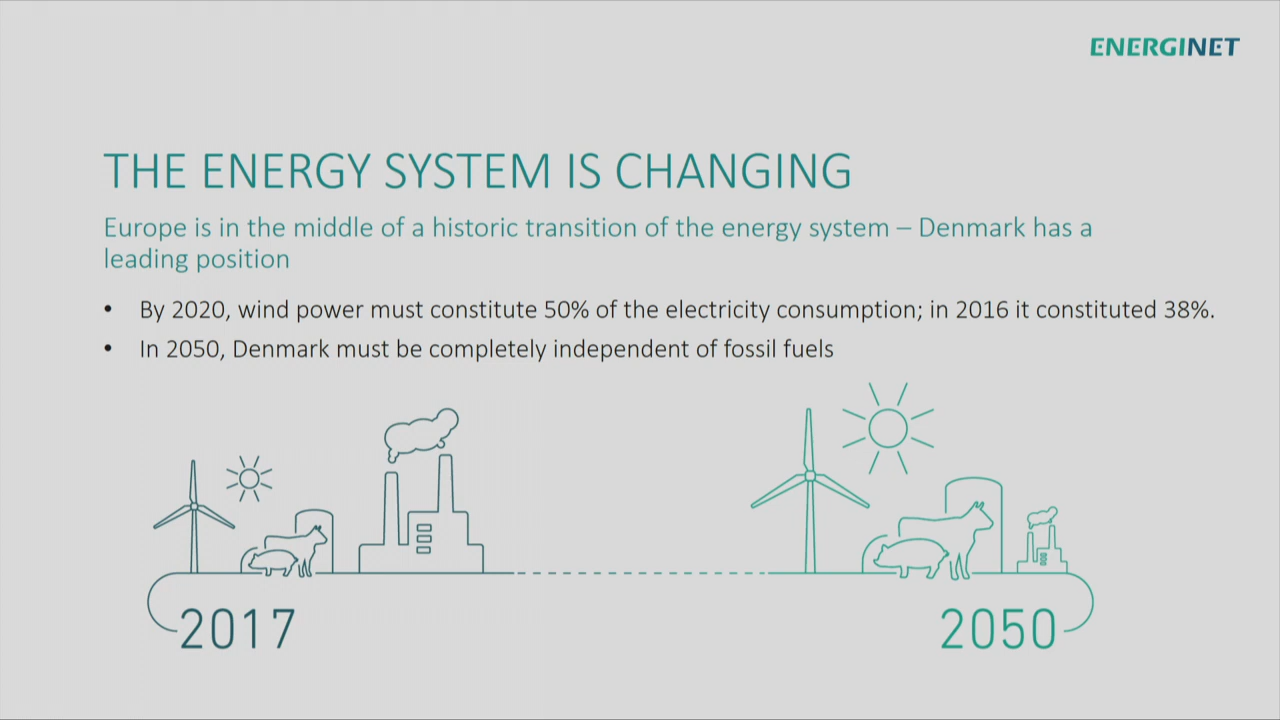 ENERGINET
THE ENERGY SYSTEM IS CHANGING
Europe is in the middle of a historic transition of the energy system – Denmark has a
leading position
• By 2020, wind power must constitute 50% of the electricity consumption; in 2016 it constituted 38%.
• In 2050, Denmark must be completely independent of fossil fuels
2017
2050